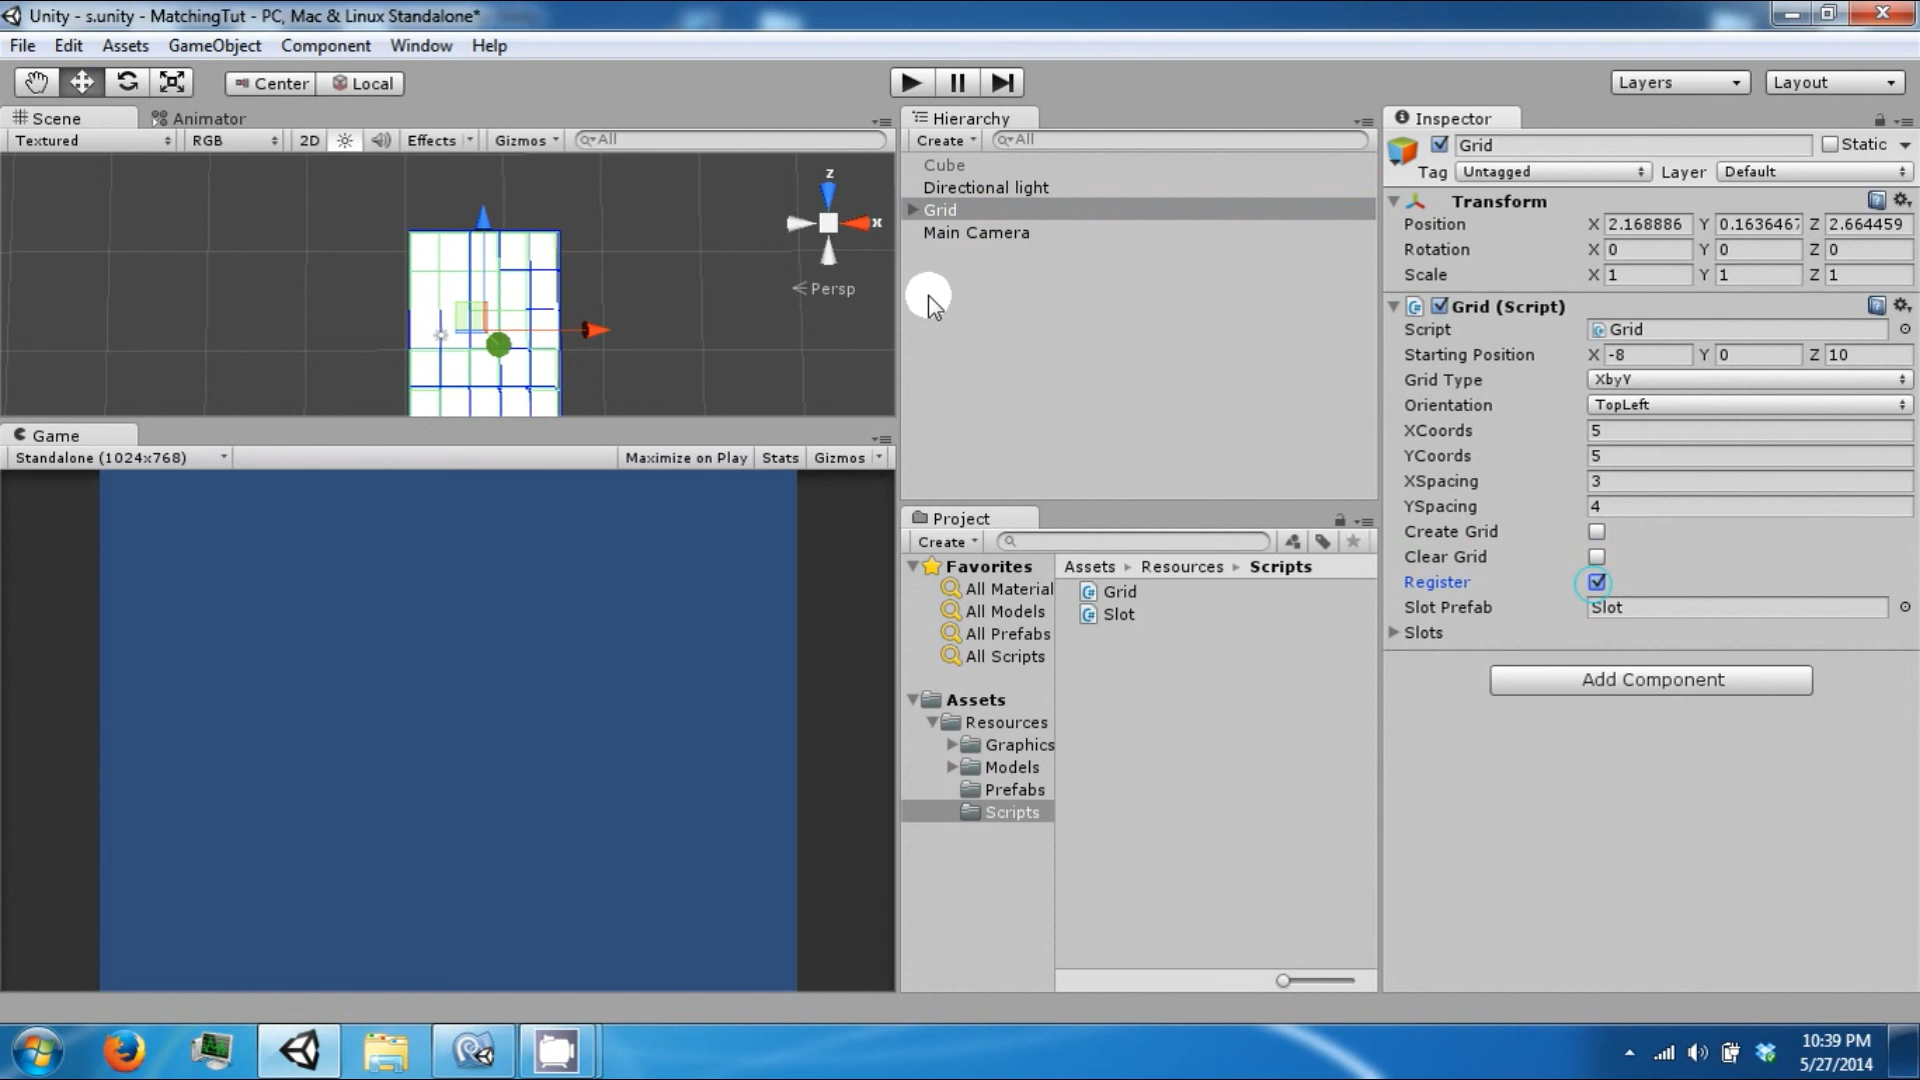 Unity - s.unity - MatchingTut - PC, Mac & Linux Standalone*
File Edit Assets GameObject Component Window Help
Center Local
Layers Layout
Scene Animator
Textured RGB 2D Effects Gizmos All
z
x
Persp
Game
Standalone (1024x768) Maximize on Play Stats Gizmos
Hierarchy
Create All
Cube
Directional light
Grid
Main Camera
Project
Create
Favorites
All Material
All Models
All Prefabs
All Scripts
Assets
Resources
Graphics
Models
Prefabs
Scripts
Assets Resources Scripts
Grid
Slot
Inspector
Grid Static
Tag Untagged Layer Default
Transform
Position X 2.168886 Y 0.1636467 Z 2.664459
Rotation X 0 Y 0 Z 0
Scale X 1 Y 1 Z 1
Grid (Script)
Script Grid
Starting Position X -8 Y 0 Z 10
Grid Type XbyY
Orientation TopLeft
XCoords 5
YCoords 5
XSpacing 3
YSpacing 4
Create Grid
Clear Grid
Register
Slot Prefab Slot
Slots
Add Component
10:39 PM
5/27/2014